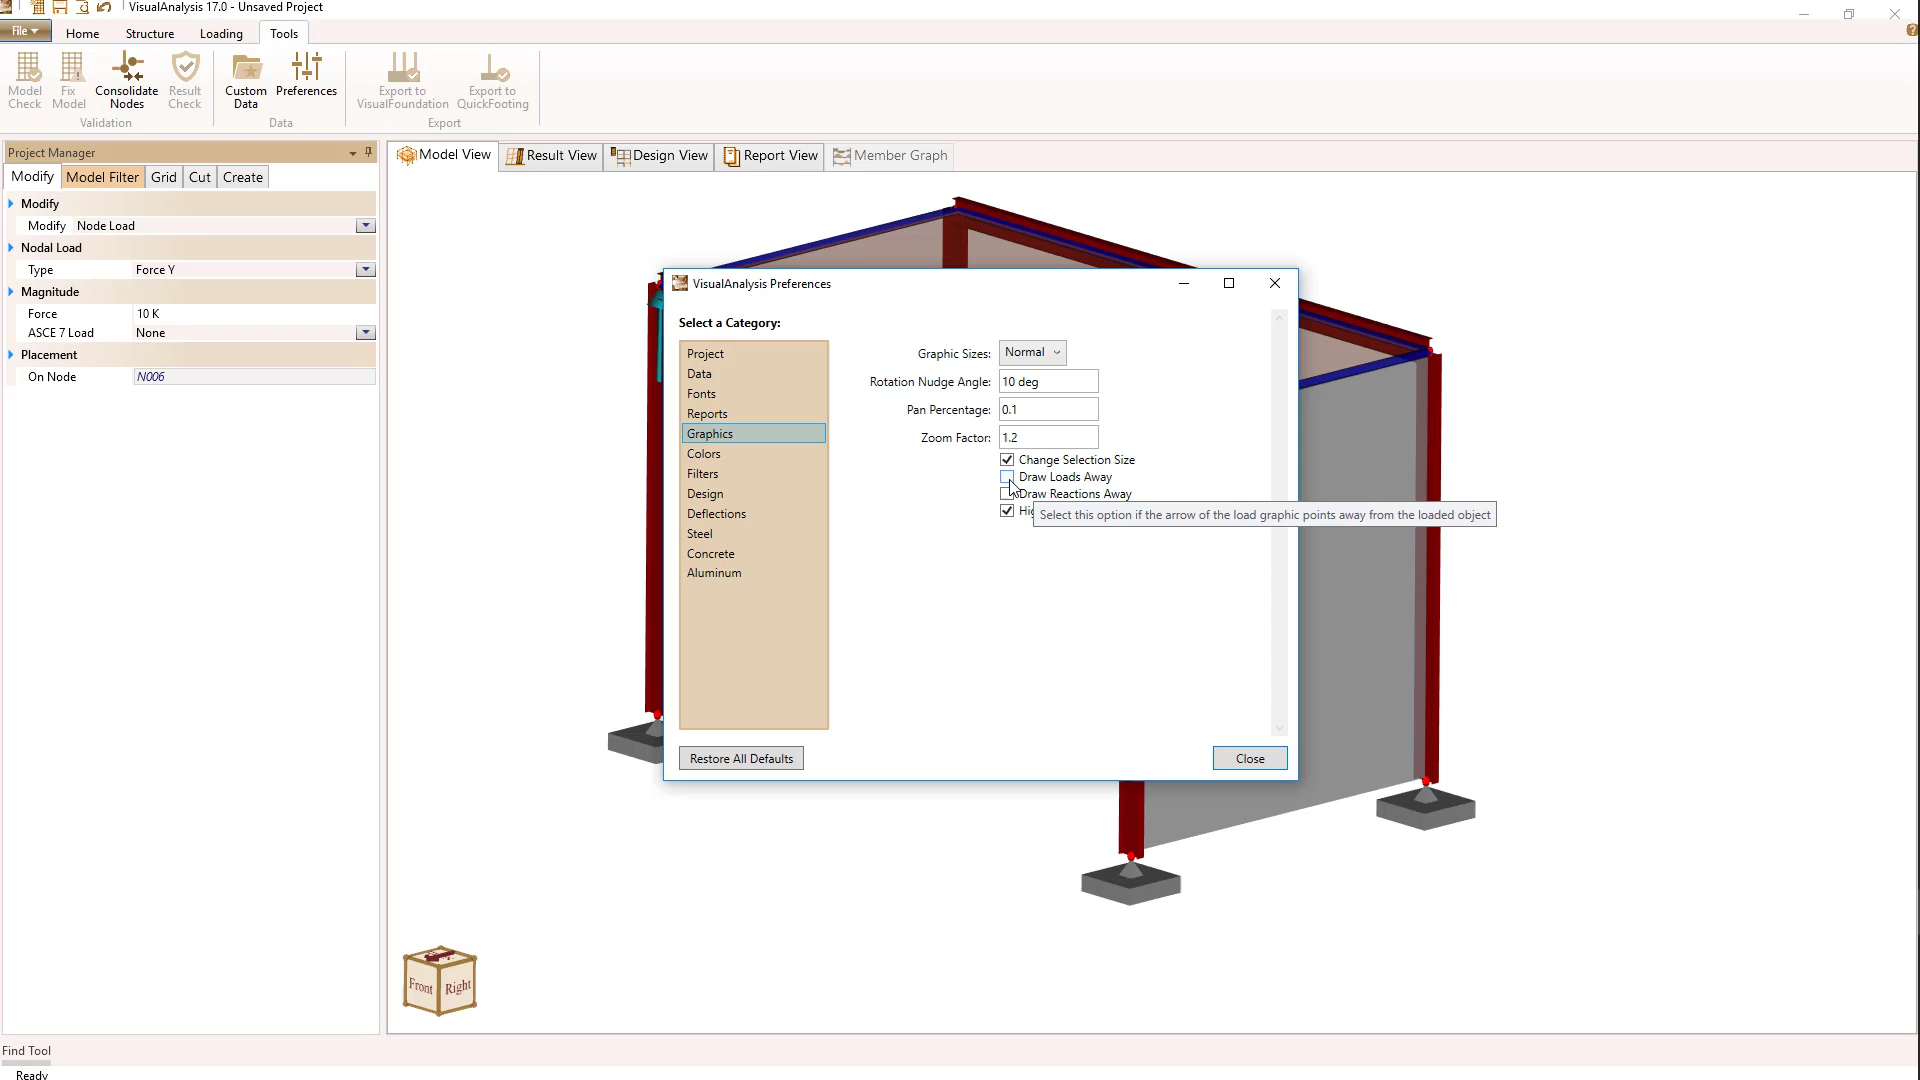 VisualAnalysis 17.0 - Unsaved Project
File
Home
Structure
Loading
Tools
Model Check
Fix Model
Consolidate Nodes
Result Check
Custom Data
Preferences
Export to VisualFoundation
Export to QuickFooting
Validation
Data
Export
Project Manager
Modify
Model Filter
Grid
Cut
Create
Modify
Modify Node Load
Nodal Load
Type Force Y
Magnitude
Force 10 K
ASCE 7 Load None
Placement
On Node N006
Model View
Result View
Design View
Report View
Member Graph
VisualAnalysis Preferences
Select a Category:
Project
Data
Fonts
Reports
Graphics
Colors
Filters
Design
Deflections
Steel
Concrete
Aluminum
Graphic Sizes: Normal
Rotation Nudge Angle: 10 deg
Pan Percentage: 0.1
Zoom Factor: 1.2
Change Selection Size
Draw Loads Away
Draw Reactions Away
Select this option if the arrow of the load graphic points away from the loaded object
Restore All Defaults
Close
Front
Right
Find Tool
Ready